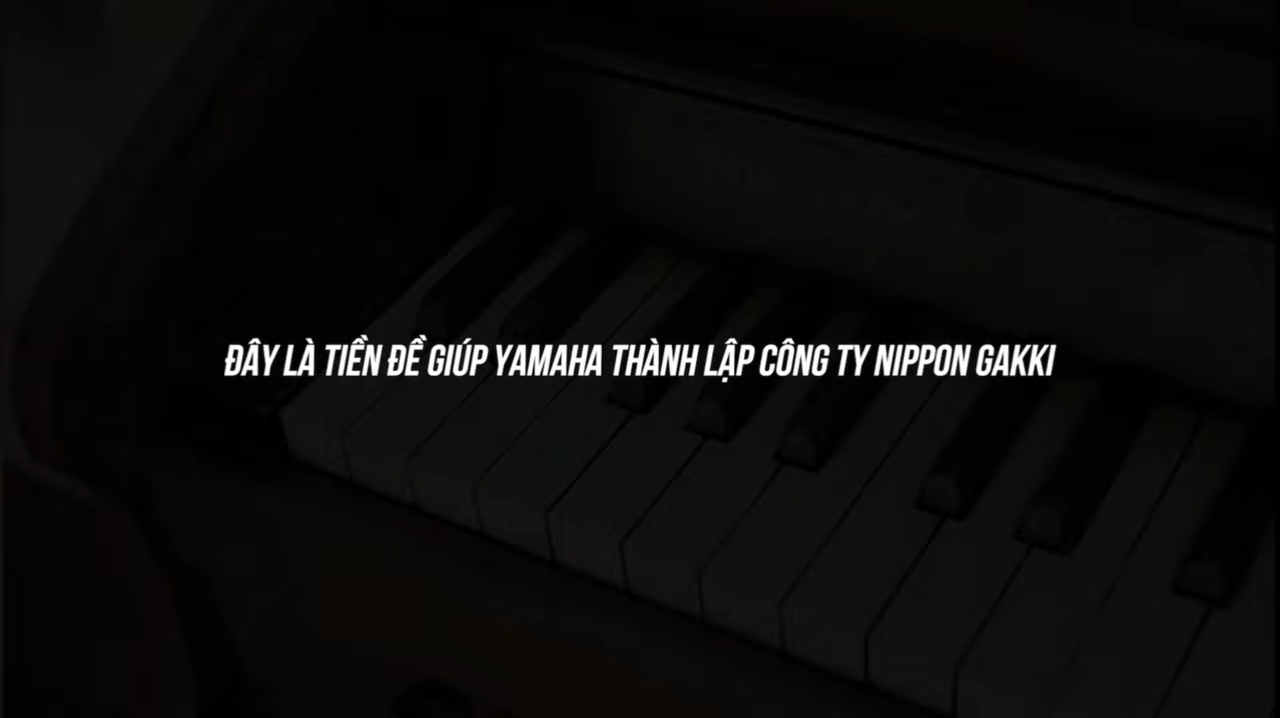 ĐÂY LÀ TIỀN ĐỀ GIÚP YAMAHA THÀNH LẬP CÔNG TY NIPPON GAKKI